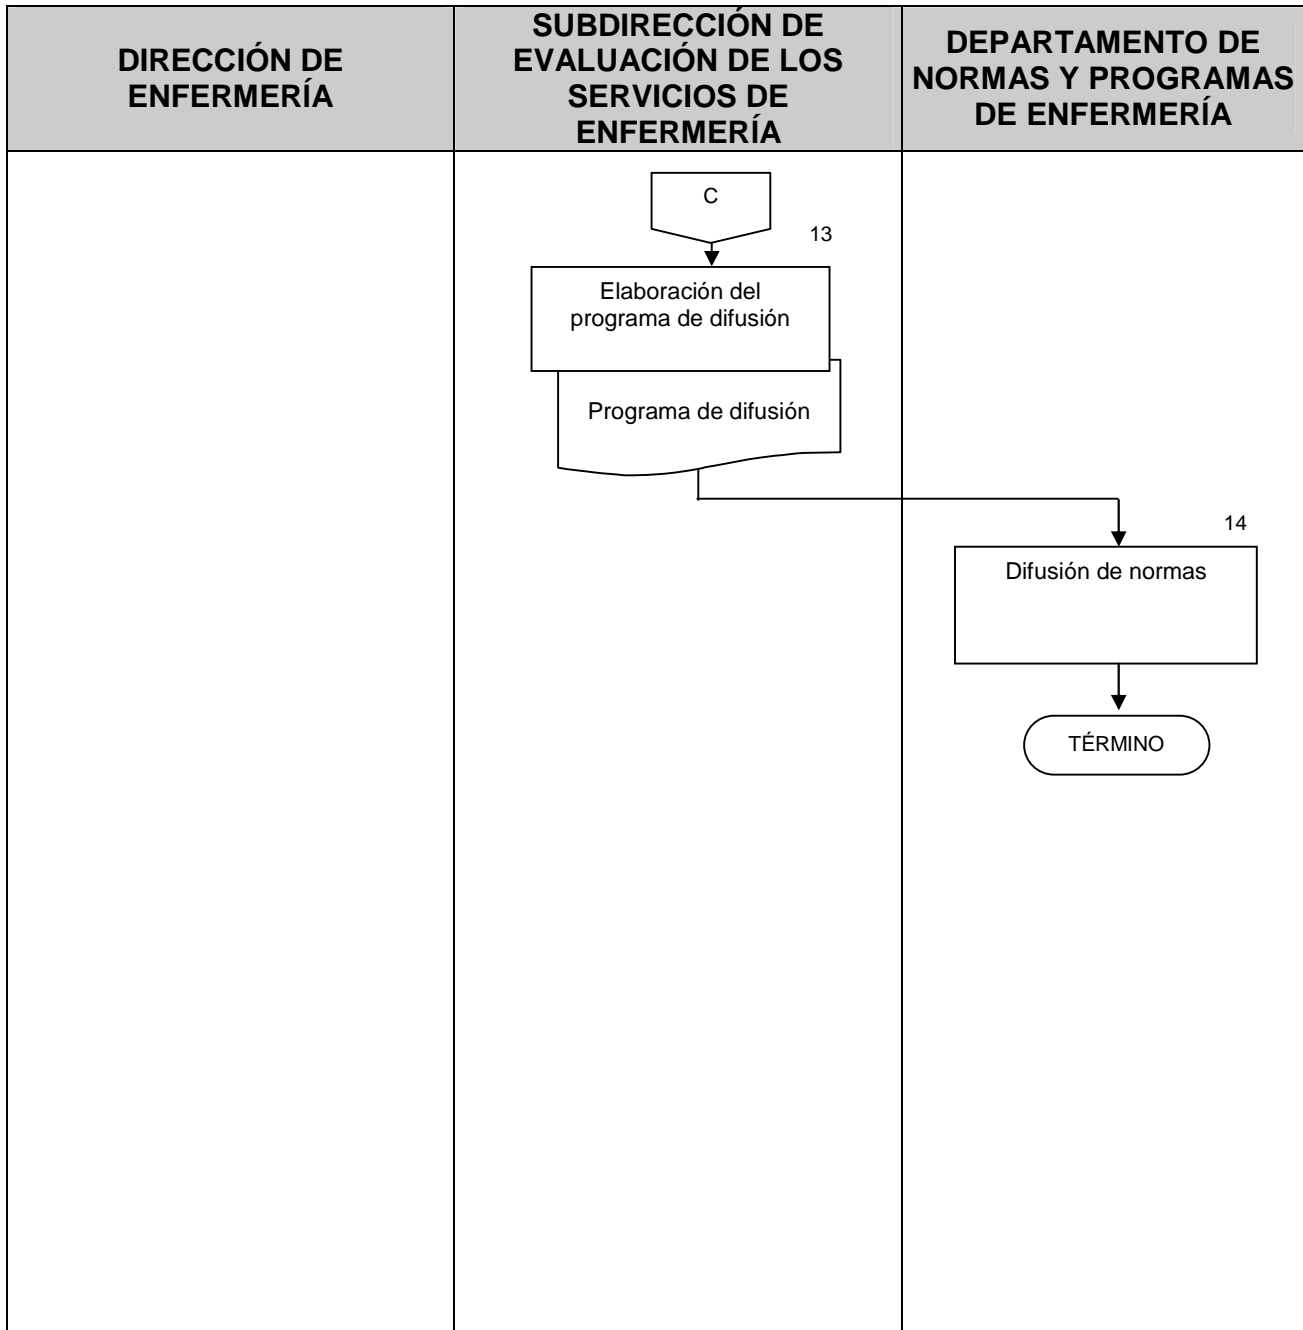 DIRECCIÓN DE
ENFERMERÍA
SUBDIRECCIÓN DE
EVALUACIÓN DE LOS
SERVICIOS DE
ENFERMERÍA
DEPARTAMENTO DE
NORMAS Y PROGRAMAS
DE ENFERMERÍA
C
13
Elaboración del
programa de difusión
Programa de difusión
14
Difusión de normas
TÉRMINO